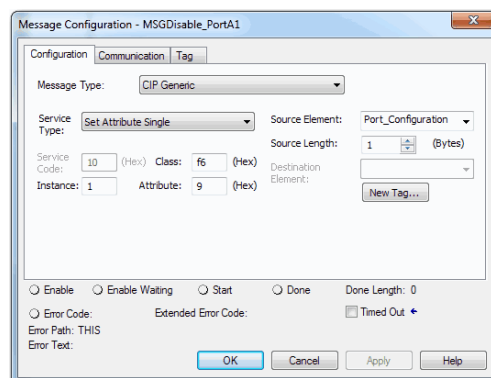 Message Configuration - MSGDisable_PortA1
Configuration Communication Tag
Message Type: CIP Generic
Service Type: Set Attribute Single
Source Element: Port_Configuration
Source Length: 1 (Bytes)
Service Code: 10 (Hex) Class: f6 (Hex)
Destination Element:
Instance: 1 Attribute: 9 (Hex)
New Tag...
Enable Enable Waiting Start Done Done Length: 0
Error Code: Extended Error Code: Timed Out
Error Path: THIS
Error Text:
OK Cancel Apply Help